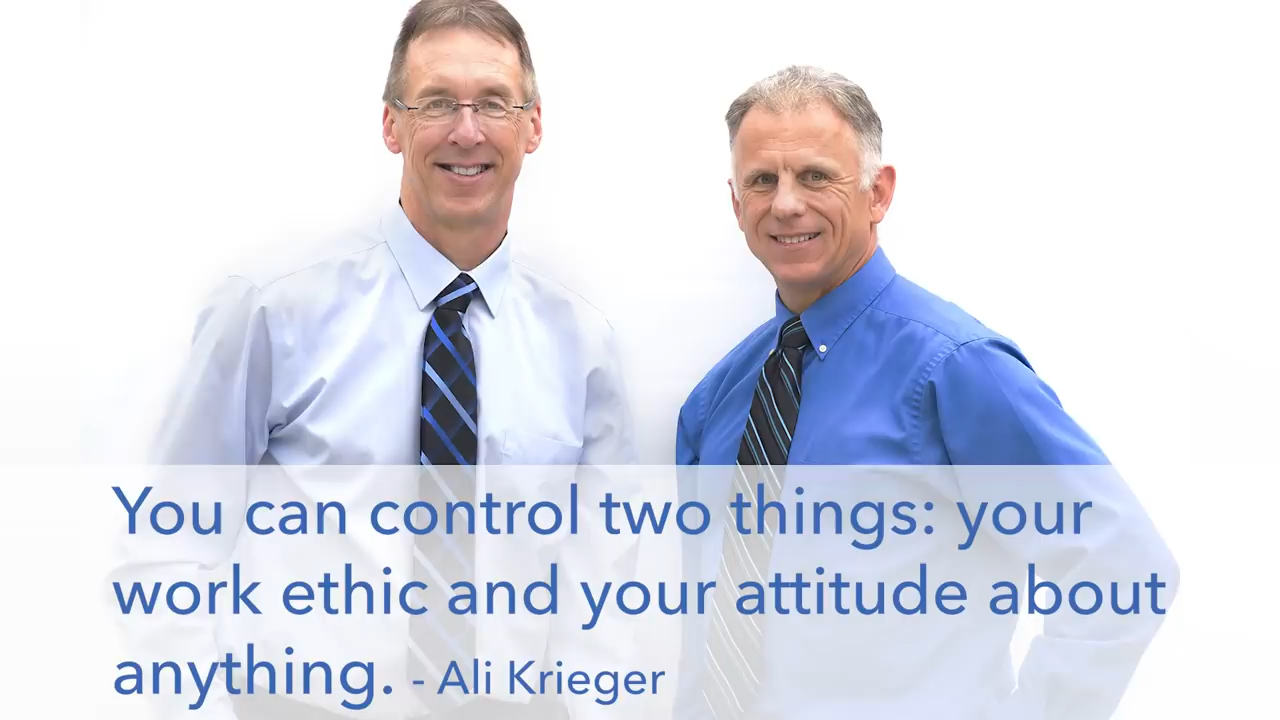 You can control two things: your
work ethic and your attitude about
anything. - Ali Krieger